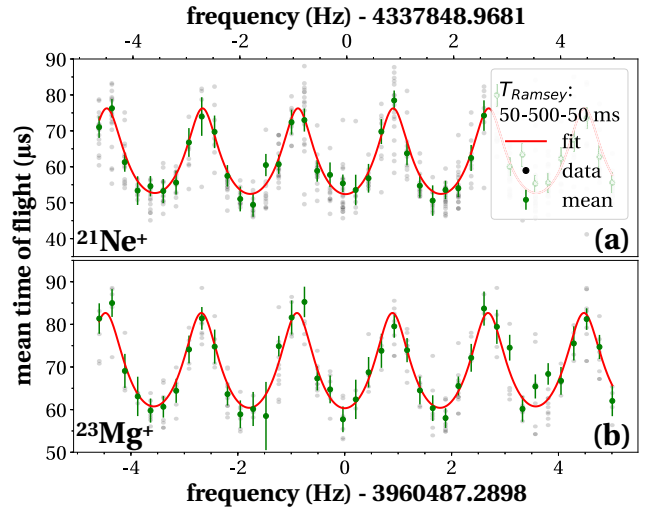 frequency (Hz) - 4337848.9681
-4 -2 0 2 4
90
80
70
60
50
40
T_Ramsey:
50-500-50 ms
fit
data
mean
²¹Ne⁺
(a)
mean time of flight (μs)
90
80
70
60
50
²³Mg⁺
(b)
-4 -2 0 2 4
frequency (Hz) - 3960487.2898